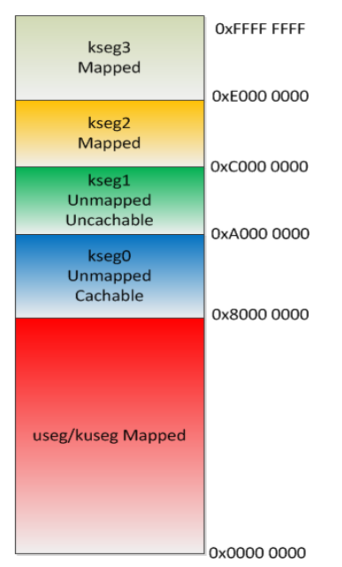 0xFFFF FFFF
kseg3
Mapped
0xE000 0000
kseg2
Mapped
0xC000 0000
kseg1
Unmapped
Uncachable
0xA000 0000
kseg0
Unmapped
Cachable
0x8000 0000
useg/kuseg Mapped
0x0000 0000